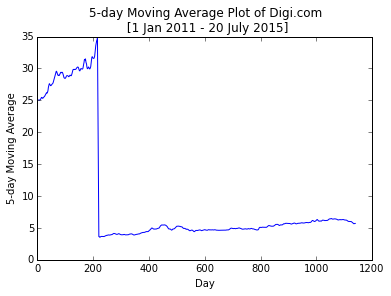 5-day Moving Average Plot of Digi.com
[1 Jan 2011 - 20 July 2015]
35
30
25
20
15
10
5
0
5-day Moving Average
0 200 400 600 800 1000 1200
Day